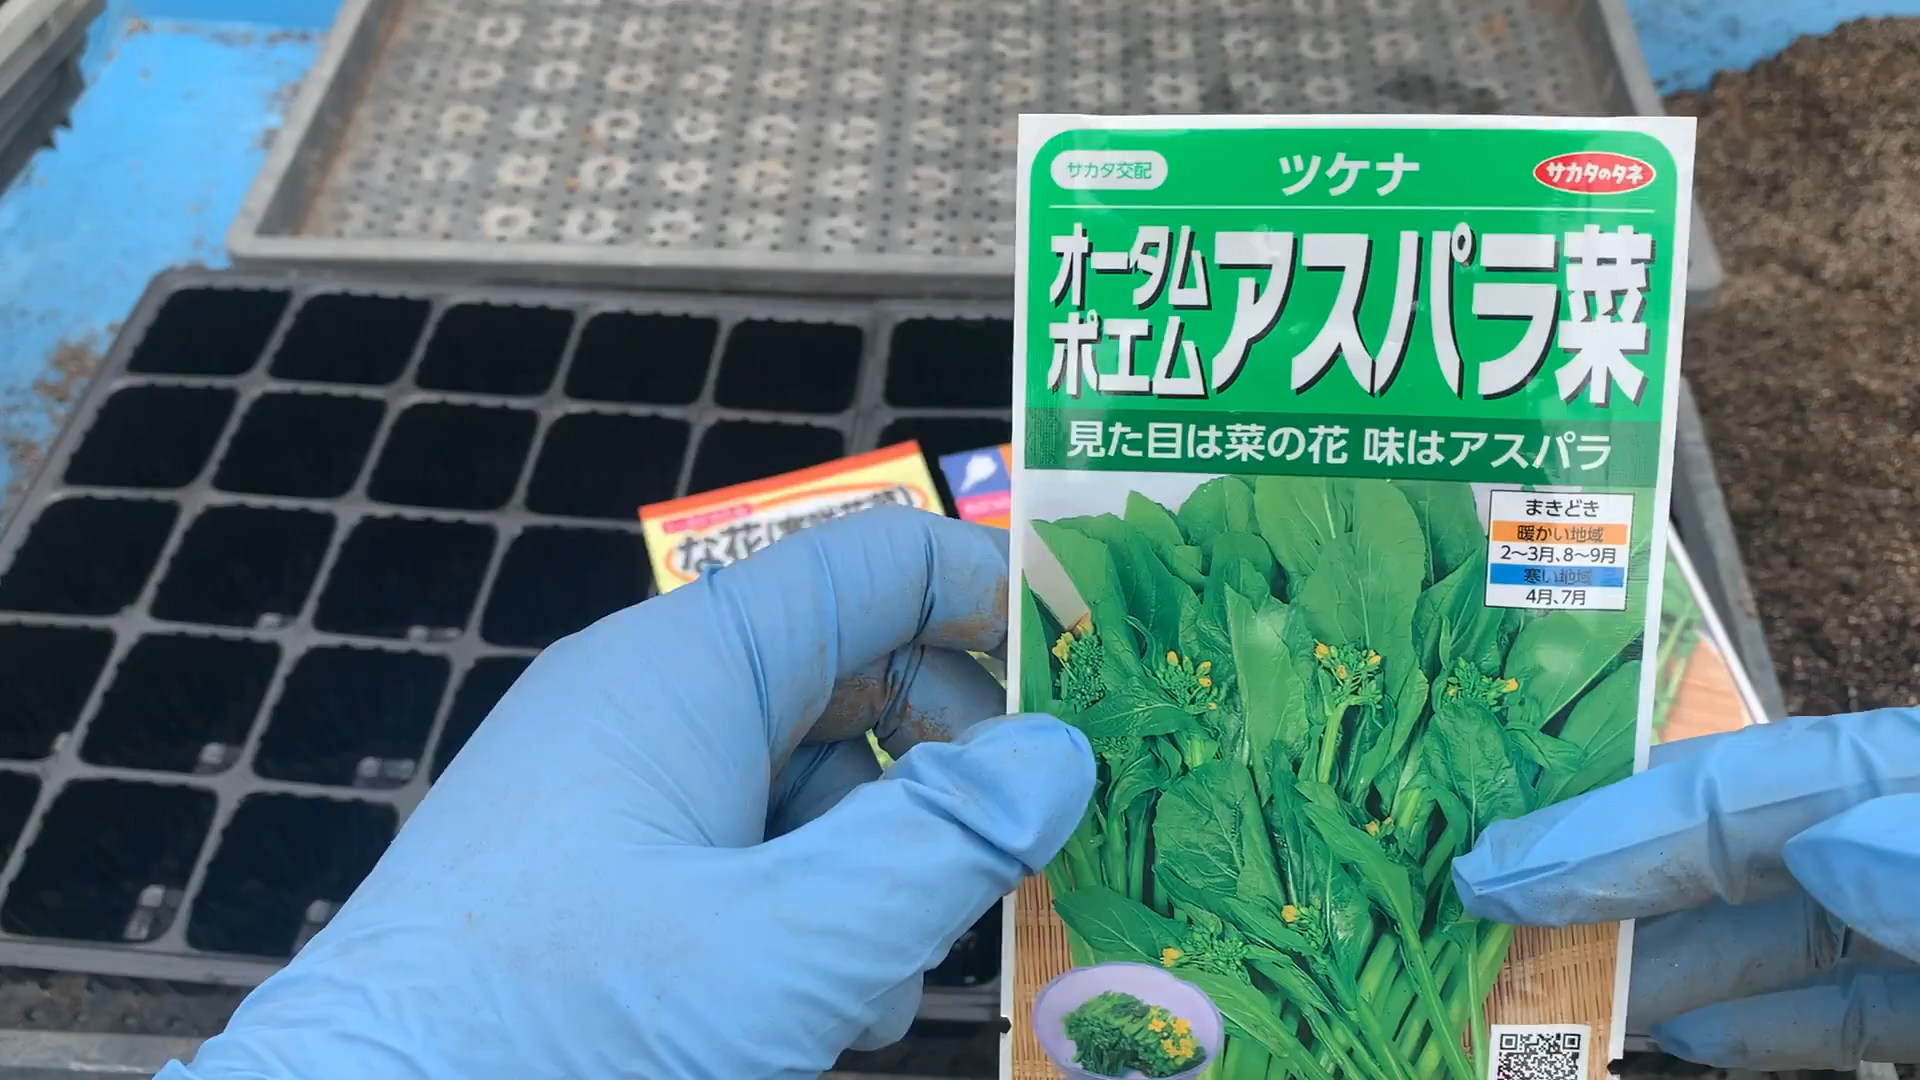 サカタ交配
ツケナ
サカタのタネ
オータム
ポエム
アスパラ菜
見た目は菜の花 味はアスパラ
まきどき
暖かい地域
2〜3月、8〜9月
寒い地域
4月、7月
な花